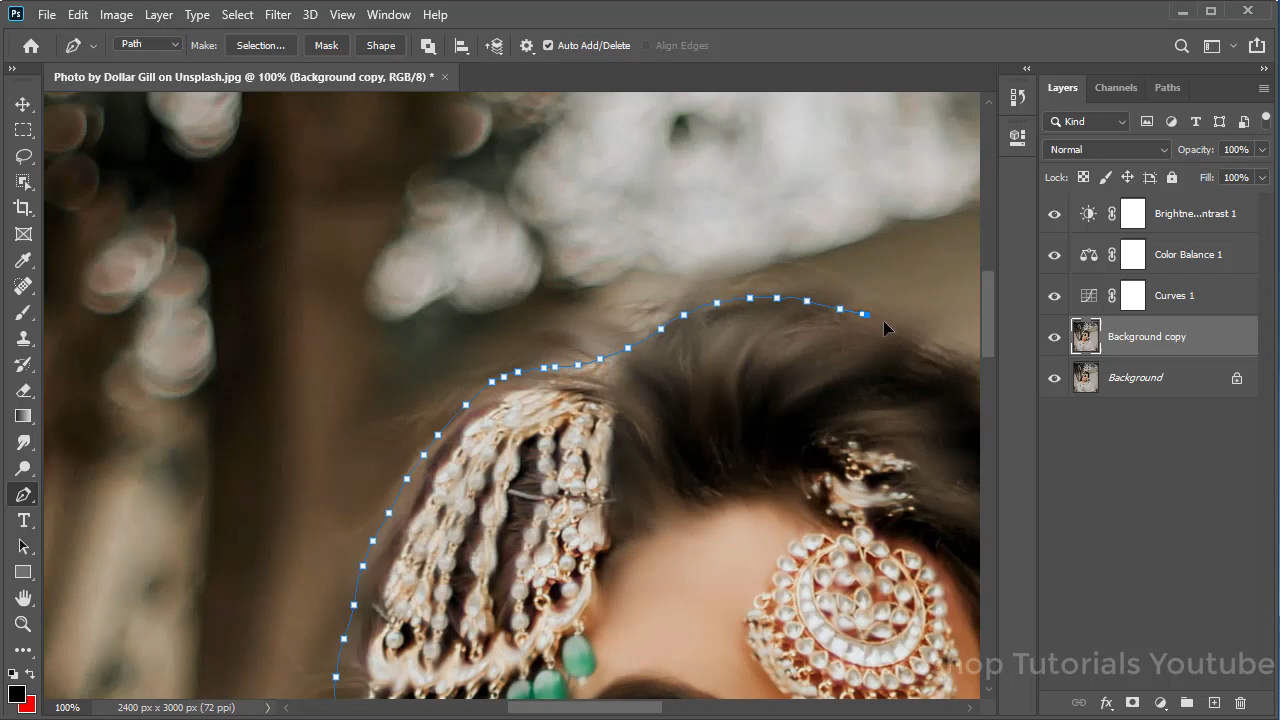 Ps File Edit Image Layer Type Select Filter 3D View Window Help
Path Make: Selection... Mask Shape Auto Add/Delete Align Edges
Photo by Dollar Gill on Unsplash.jpg @ 100% (Background copy, RGB/8) *
Layers Channels Paths
Kind
Normal Opacity: 100%
Lock: Fill: 100%
Brightne...ntrast 1
Color Balance 1
Curves 1
Background copy
Background
hop Tutorials Youtube
100% 2400 px x 3000 px (72 ppi)